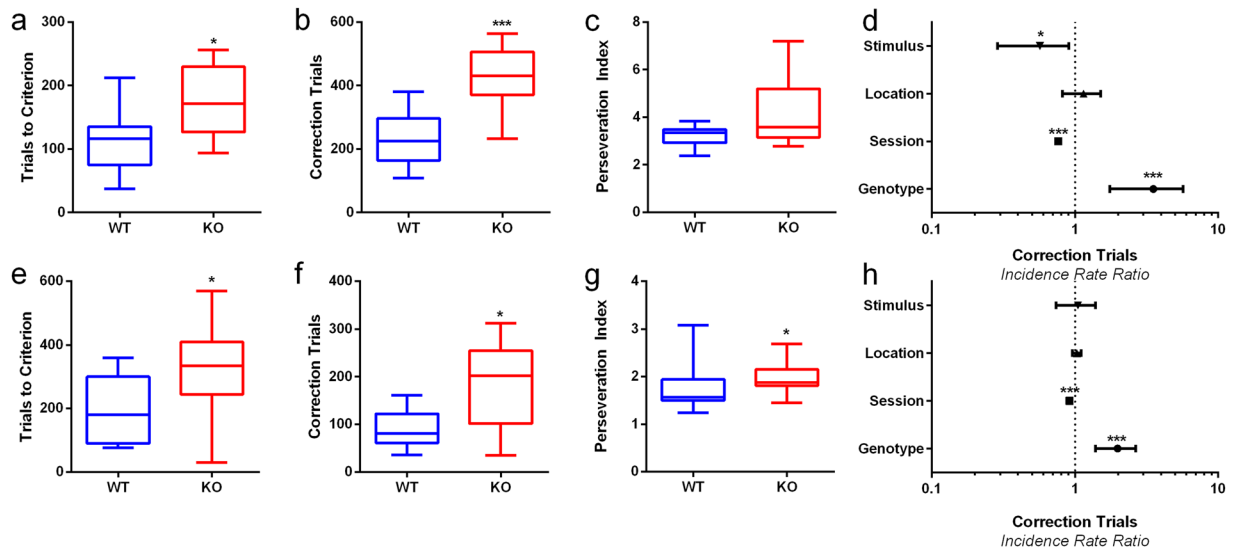 a
Trials to Criterion
300
200
100
0
*
WT
KO
b
Correction Trials
600
400
200
0
***
WT
KO
c
Perseveration Index
8
6
4
2
0
WT
KO
d
Stimulus
Location
Session
Genotype
*
***
***
0.1
1
10
Correction Trials
Incidence Rate Ratio
e
Trials to Criterion
600
400
200
0
*
WT
KO
f
Correction Trials
400
300
200
100
0
*
WT
KO
g
Perseveration Index
4
3
2
1
0
*
WT
KO
h
Stimulus
Location
Session
Genotype
***
***
0.1
1
10
Correction Trials
Incidence Rate Ratio